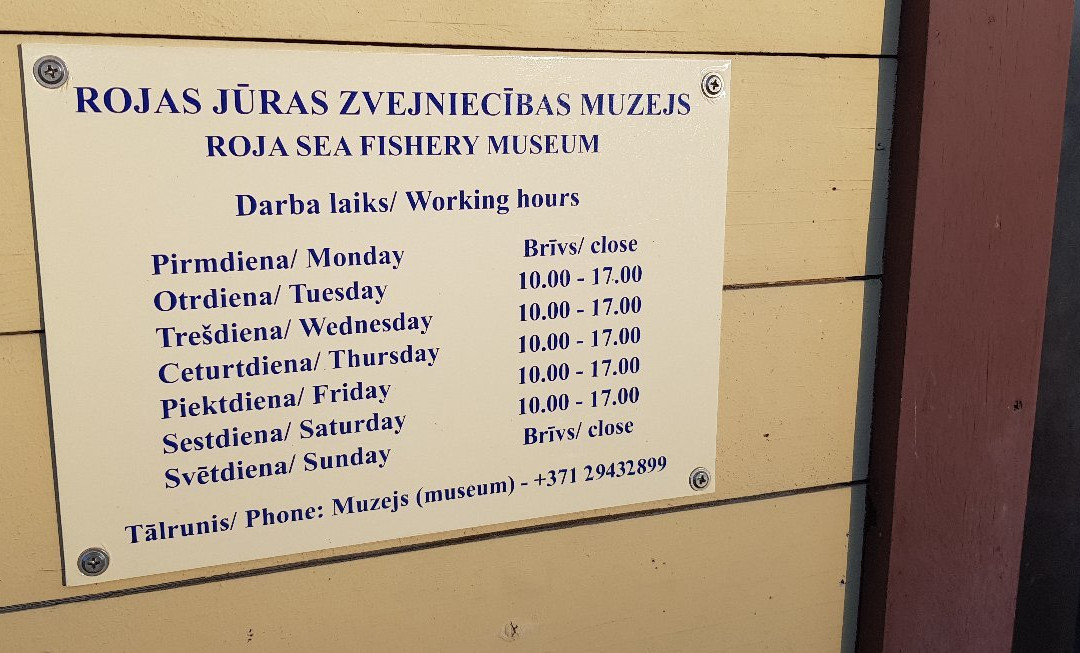 ROJAS JŪRAS ZVEJNIECĪBAS MUZEJS
ROJA SEA FISHERY MUSEUM
Darba laiks/ Working hours
Pirmdiena/ Monday Brīvs/ close
Otrdiena/ Tuesday 10.00 - 17.00
Trešdiena/ Wednesday 10.00 - 17.00
Ceturtdiena/ Thursday 10.00 - 17.00
Piektdiena/ Friday 10.00 - 17.00
Sestdiena/ Saturday 10.00 - 17.00
Svētdiena/ Sunday Brīvs/ close
Tālrunis/ Phone: Muzejs (museum) - +371 29432899